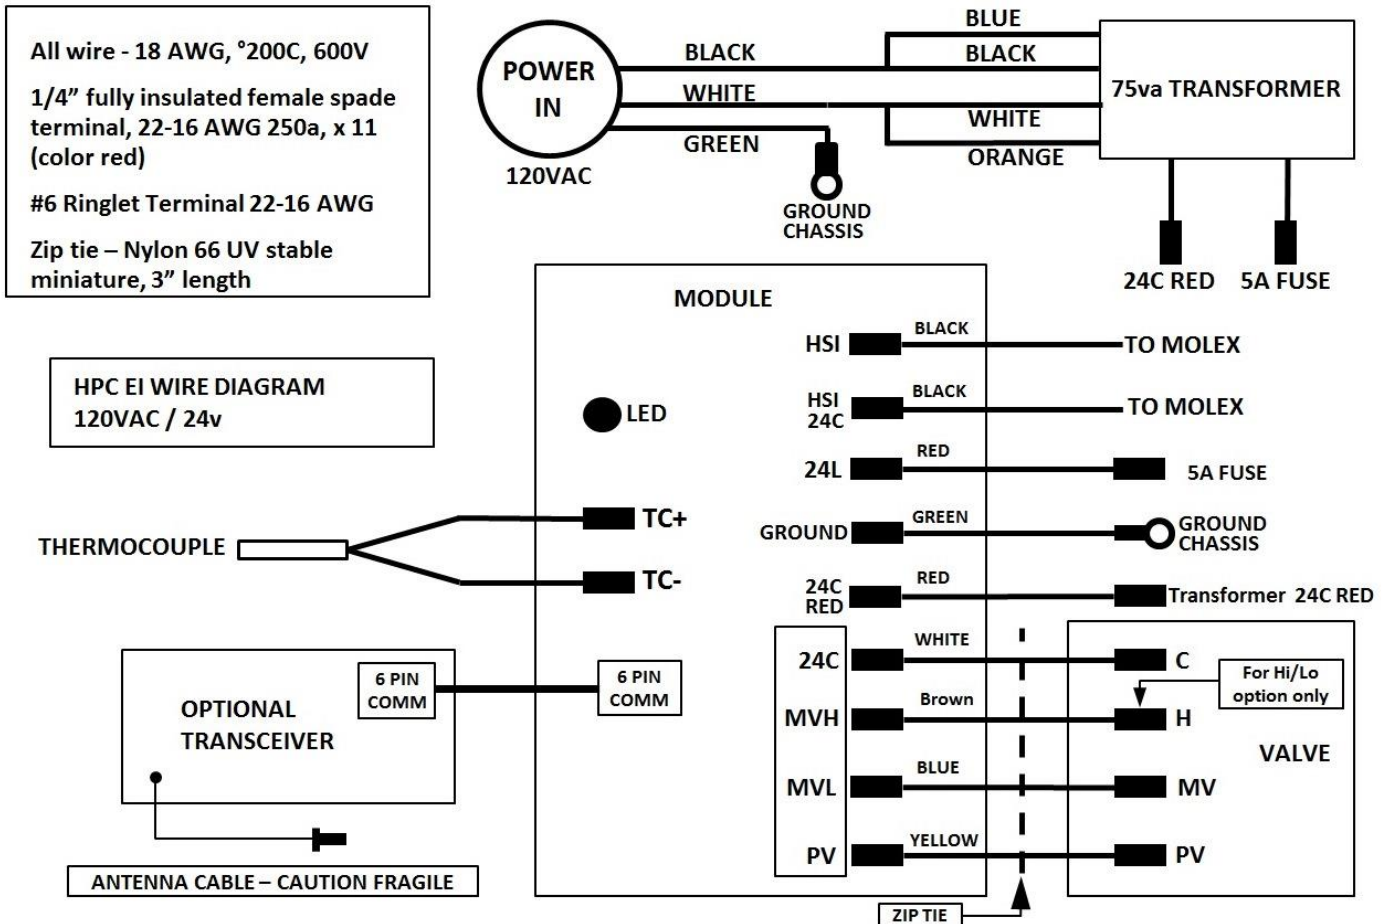 All wire - 18 AWG, °200C, 600V
1/4” fully insulated female spade
terminal, 22-16 AWG 250a, x 11
(color red)
#6 Ringlet Terminal 22-16 AWG
Zip tie – Nylon 66 UV stable
miniature, 3” length
HPC EI WIRE DIAGRAM
120VAC / 24v
POWER
IN
120VAC
BLACK
WHITE
GREEN
GROUND
CHASSIS
BLUE
BLACK
WHITE
ORANGE
75va TRANSFORMER
24C RED
5A FUSE
MODULE
LED
HSI
BLACK
TO MOLEX
HSI
24C
BLACK
TO MOLEX
24L
RED
5A FUSE
GROUND
GREEN
GROUND
CHASSIS
24C
RED
RED
Transformer 24C RED
THERMOCOUPLE
TC+
TC-
OPTIONAL
TRANSCEIVER
6 PIN
COMM
6 PIN
COMM
ANTENNA CABLE – CAUTION FRAGILE
24C
WHITE
C
MVH
Brown
H
For Hi/Lo
option only
VALVE
MVL
BLUE
MV
PV
YELLOW
PV
ZIP TIE